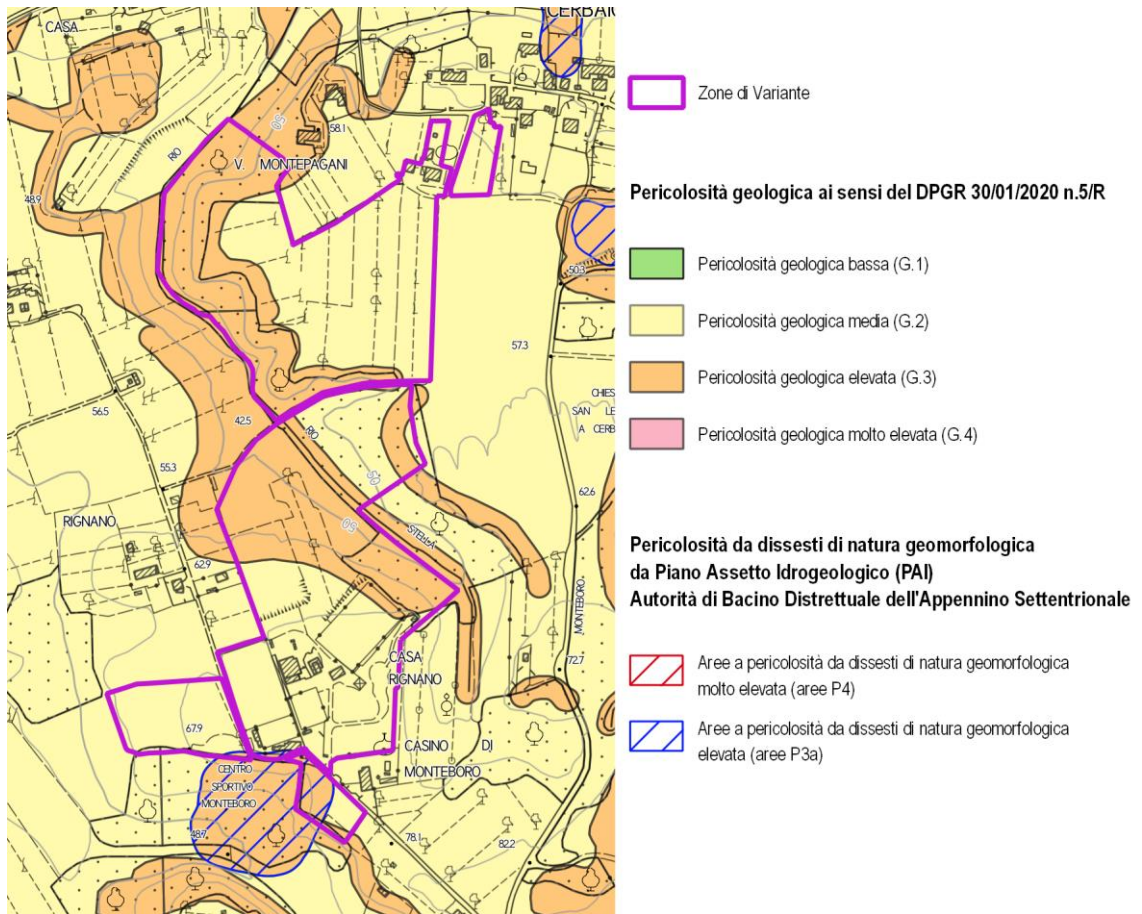 CASA
CERBAIO
58.1
65
RIO
V. MONTEPAGANI
48.9
50.3
57.3
CHIES
SAN LE
A CERB
56.5
42.5
RIO
55.3
50
62.6
50
RIGNANO
STELLA
62.9
MONTEBORO
72.7
CASA
RIGNANO
67.9
CASINO DI
MONTEBORO
CENTRO
SPORTIVO
MONTEBORO
48.7
78.1
82.2
Zone di Variante
Pericolosità geologica ai sensi del DPGR 30/01/2020 n.5/R
Pericolosità geologica bassa (G.1)
Pericolosità geologica media (G.2)
Pericolosità geologica elevata (G.3)
Pericolosità geologica molto elevata (G.4)
Pericolosità da dissesti di natura geomorfologica
da Piano Assetto Idrogeologico (PAI)
Autorità di Bacino Distrettuale dell'Appennino Settentrionale
Aree a pericolosità da dissesti di natura geomorfologica
molto elevata (aree P4)
Aree a pericolosità da dissesti di natura geomorfologica
elevata (aree P3a)